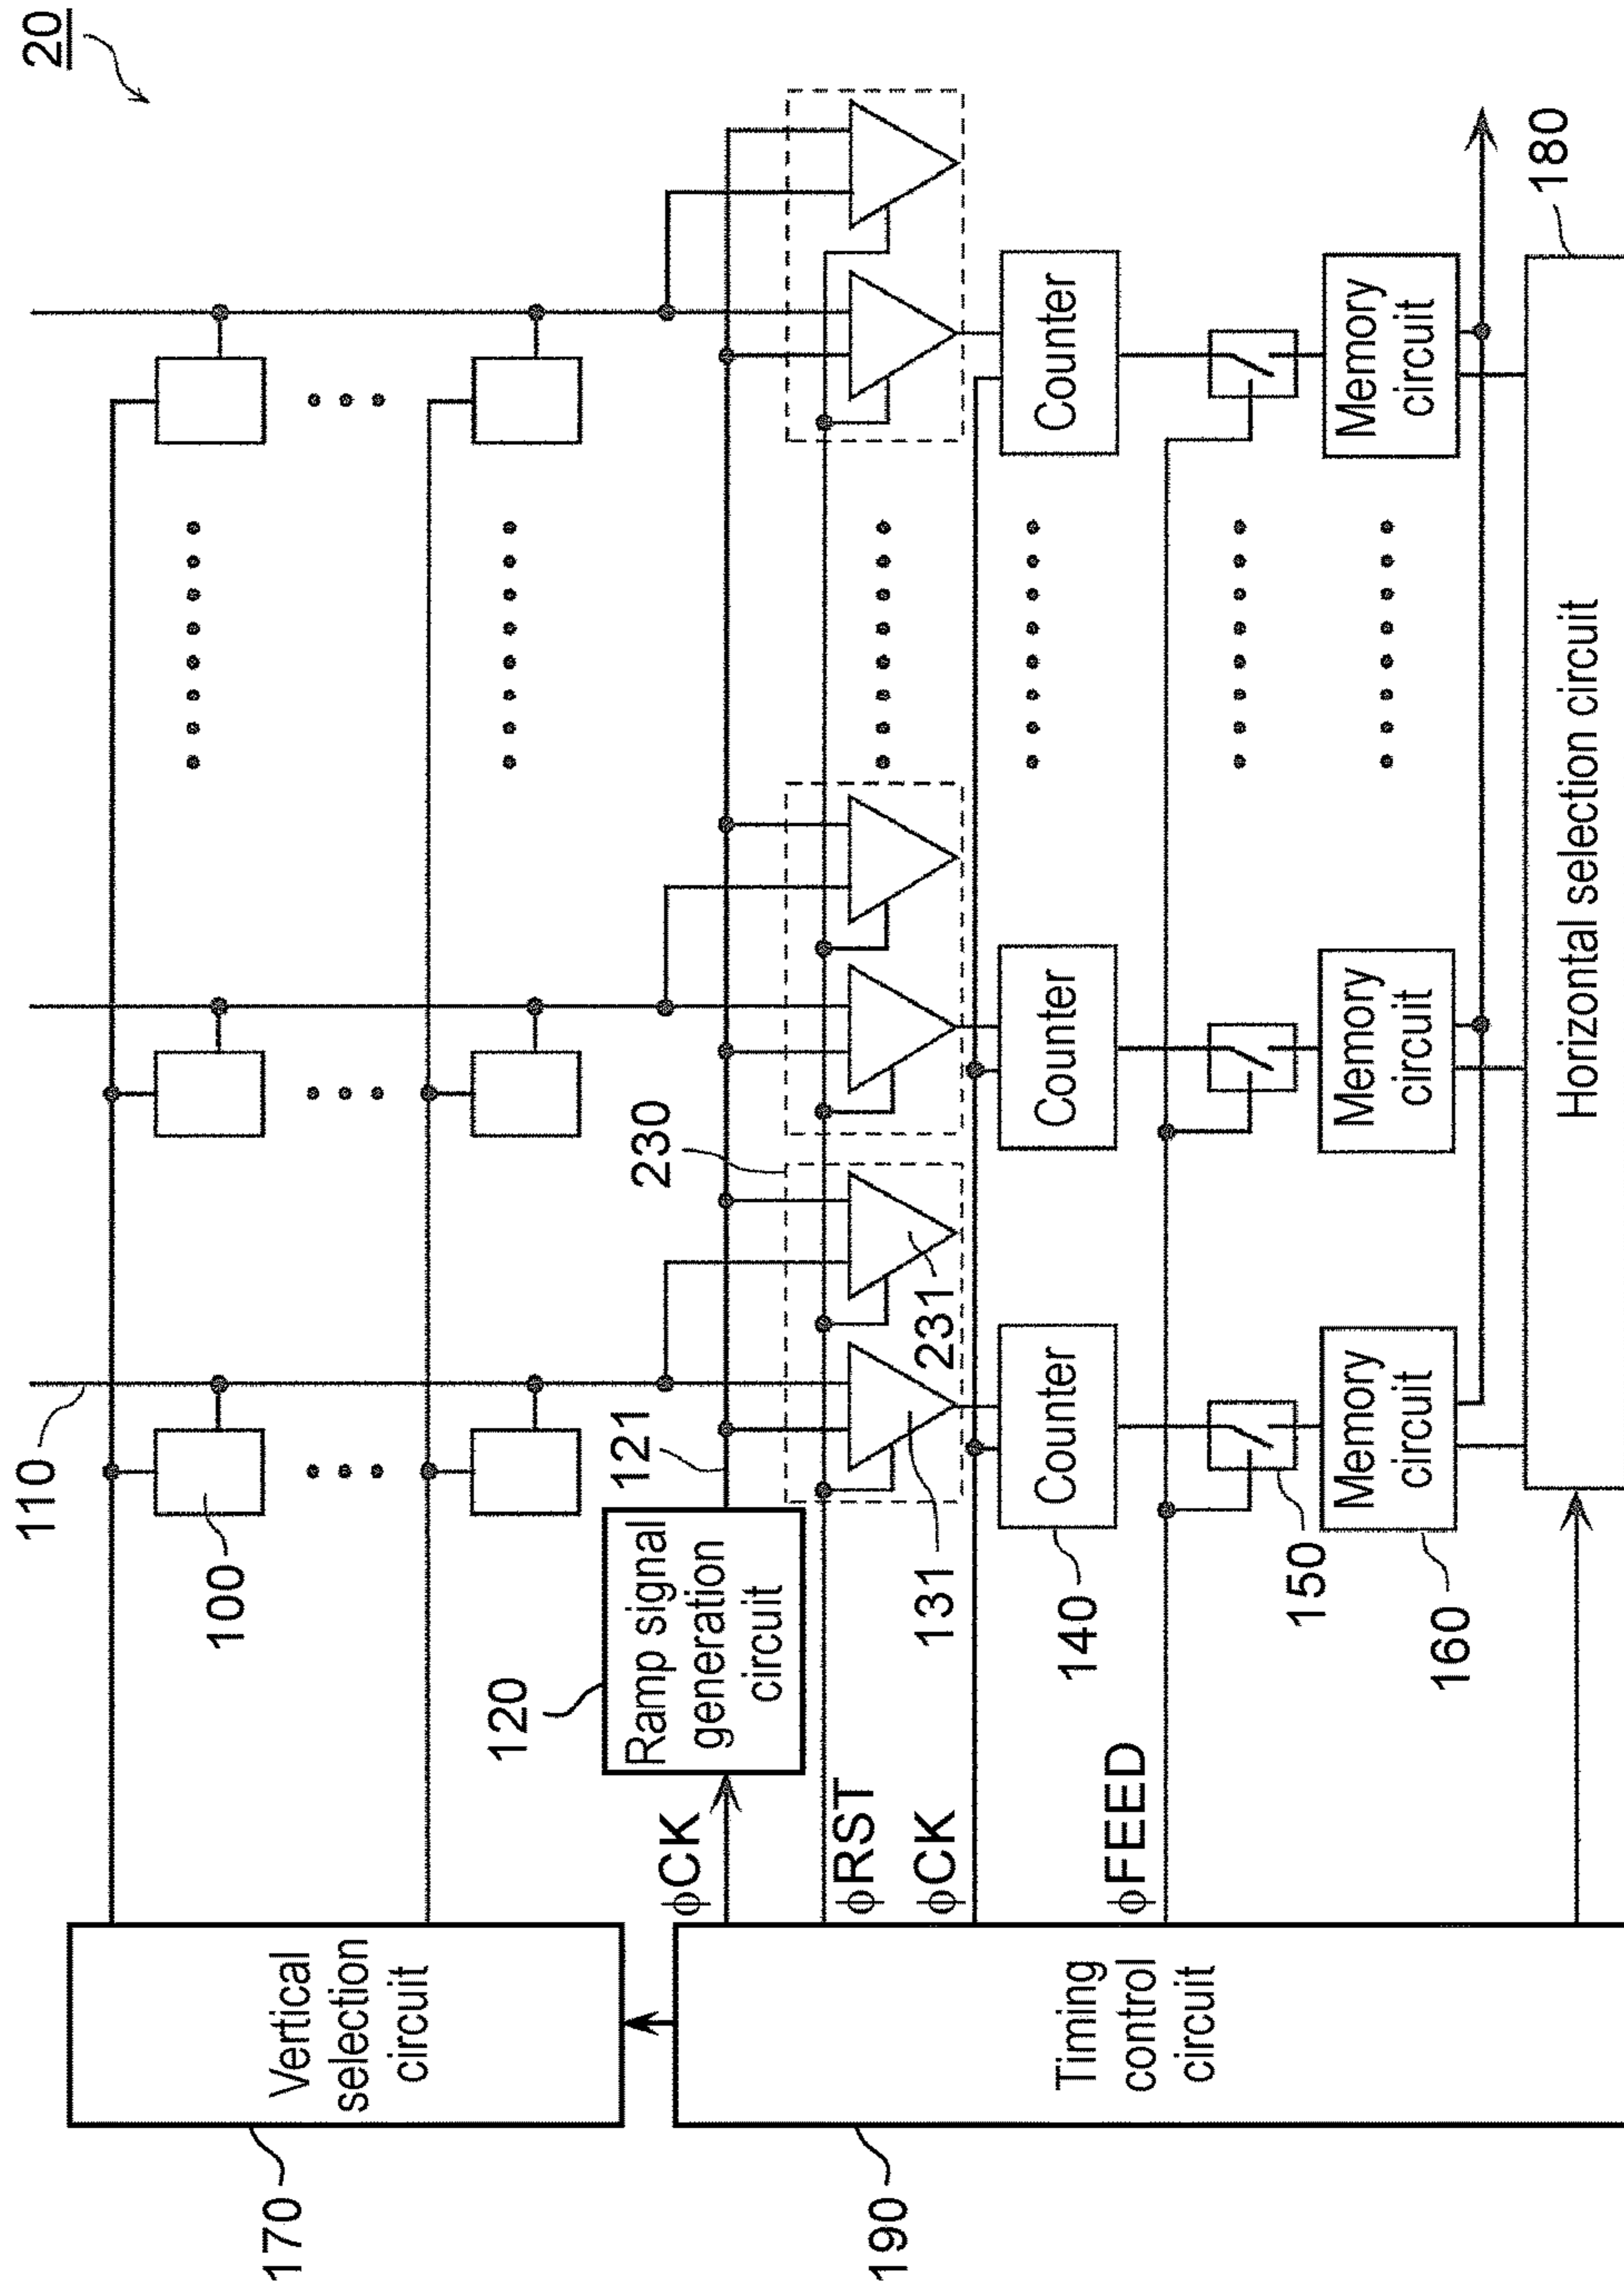 20
110
100
170
Vertical
selection
circuit
120
Ramp signal
generation
circuit
121
230
φCK
φRST
φCK
φFEED
131
231
190
Timing
control
circuit
140
Counter
Counter
Counter
150
160
Memory
circuit
Memory
circuit
Memory
circuit
180
Horizontal selection circuit